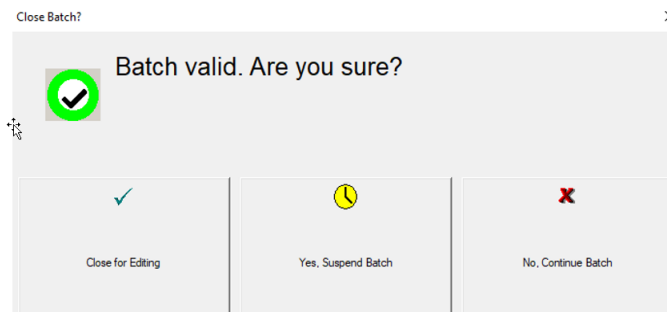 Close Batch?
Batch valid. Are you sure?
Close for Editing
Yes, Suspend Batch
No, Continue Batch